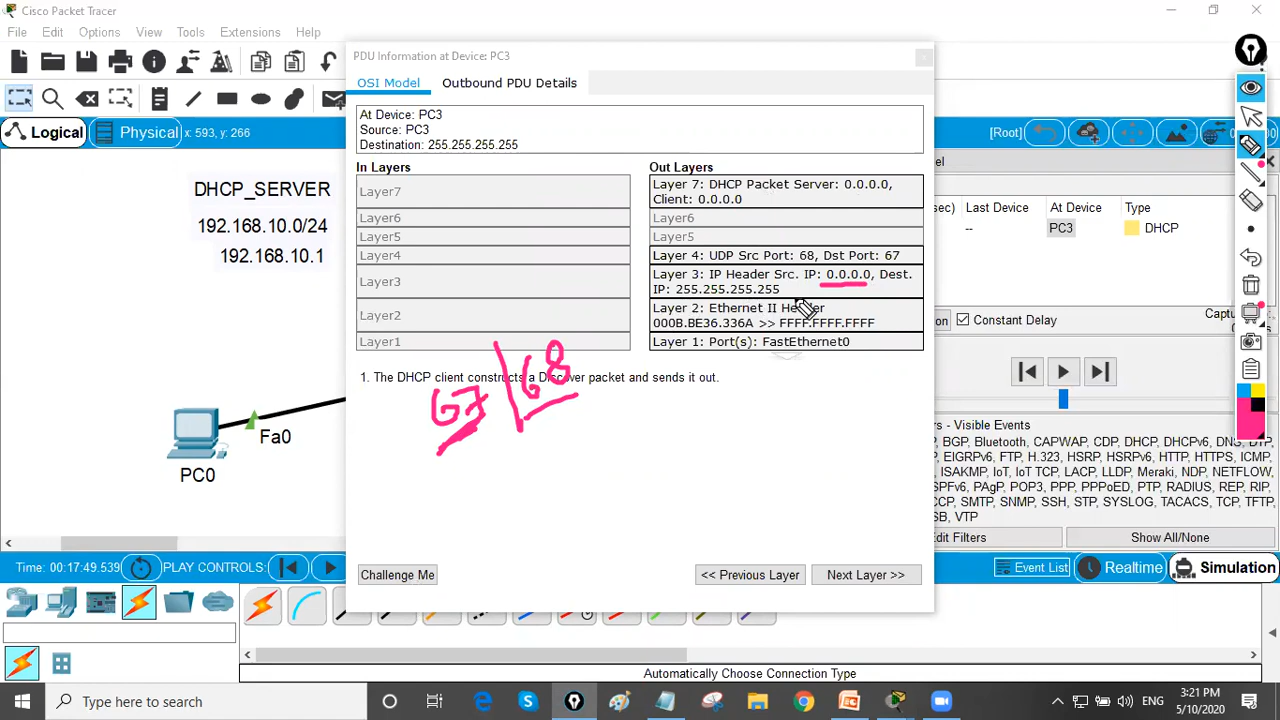 Cisco Packet Tracer
File Edit Options View Tools Extensions Help
Logical
Physical
x: 593, y: 266
[Root]
PDU Information at Device: PC3
OSI Model
Outbound PDU Details
At Device: PC3
Source: PC3
Destination: 255.255.255.255
In Layers
Layer7
Layer6
Layer5
Layer4
Layer3
Layer2
Layer1
Out Layers
Layer 7: DHCP Packet Server: 0.0.0.0,
Client: 0.0.0.0
Layer6
Layer5
Layer 4: UDP Src Port: 68, Dst Port: 67
Layer 3: IP Header Src. IP: 0.0.0.0, Dest.
IP: 255.255.255.255
Layer 2: Ethernet II Header
000B.BE36.336A >> FFFF.FFFF.FFFF
Layer 1: Port(s): FastEthernet0
1. The DHCP client constructs a Discover packet and sends it out.
67 68
Challenge Me
<< Previous Layer
Next Layer >>
DHCP_SERVER
192.168.10.0/24
192.168.10.1
Fa0
PC0
el
sec) Last Device At Device Type
-- PC3 DHCP
on
Constant Delay
Captu
rs - Visible Events
P, BGP, Bluetooth, CAPWAP, CDP, DHCP, DHCPv6, DNS, DT
P, EIGRPv6, FTP, H.323, HSRP, HSRPv6, HTTP, HTTPS, ICMP,
ISAKMP, IoT, IoT TCP, LACP, LLDP, Meraki, NDP, NETFLOW,
SPFv6, PAgP, POP3, PPP, PPPoED, PTP, RADIUS, REP, RIP,
CCP, SMTP, SNMP, SSH, STP, SYSLOG, TACACS, TCP, TFTP,
SB, VTP
Edit Filters
Show All/None
Time: 00:17:49.539
PLAY CONTROLS:
Event List
Realtime
Simulation
Automatically Choose Connection Type
Type here to search
ENG
3:21 PM
5/10/2020